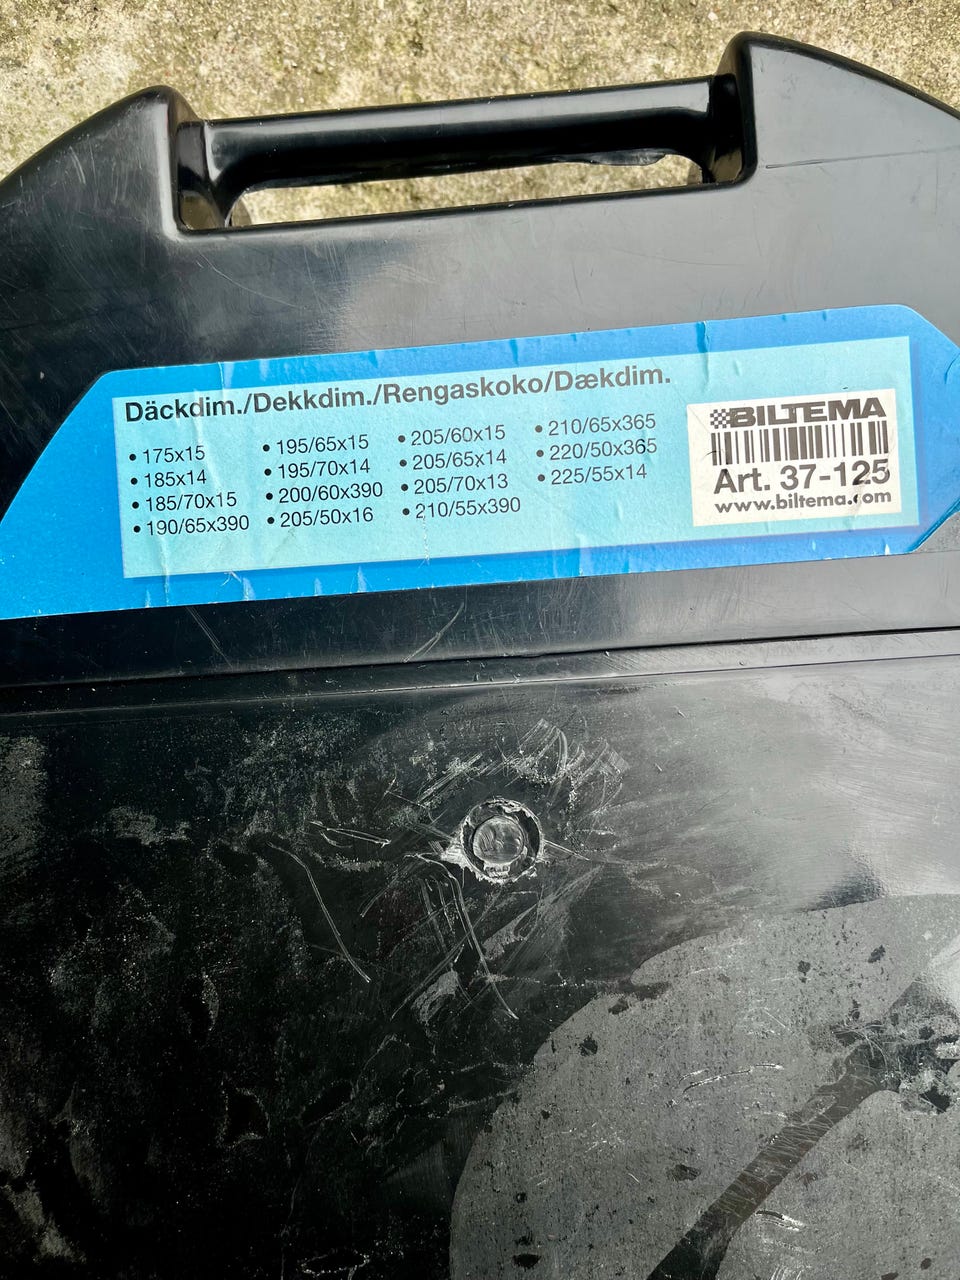 Däckdim./Dekkdim./Rengaskoko/Dækdim.
• 175x15
• 185x14
• 185/70x15
• 190/65x390
• 195/65x15
• 195/70x14
• 200/60x390
• 205/50x16
• 205/60x15
• 205/65x14
• 205/70x13
• 210/55x390
• 210/65x365
• 220/50x365
• 225/55x14
BILTEMA
Art. 37-125
www.biltema.com